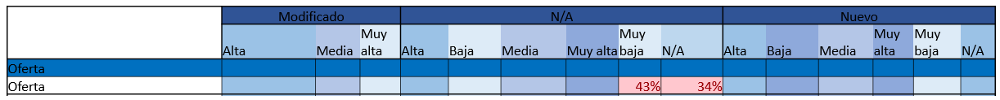 Modificado N/A Nuevo
Alta Media Muy alta Alta Baja Media Muy alta Muy baja N/A Alta Baja Media Muy alta Muy baja N/A
Oferta
Oferta 43% 34%